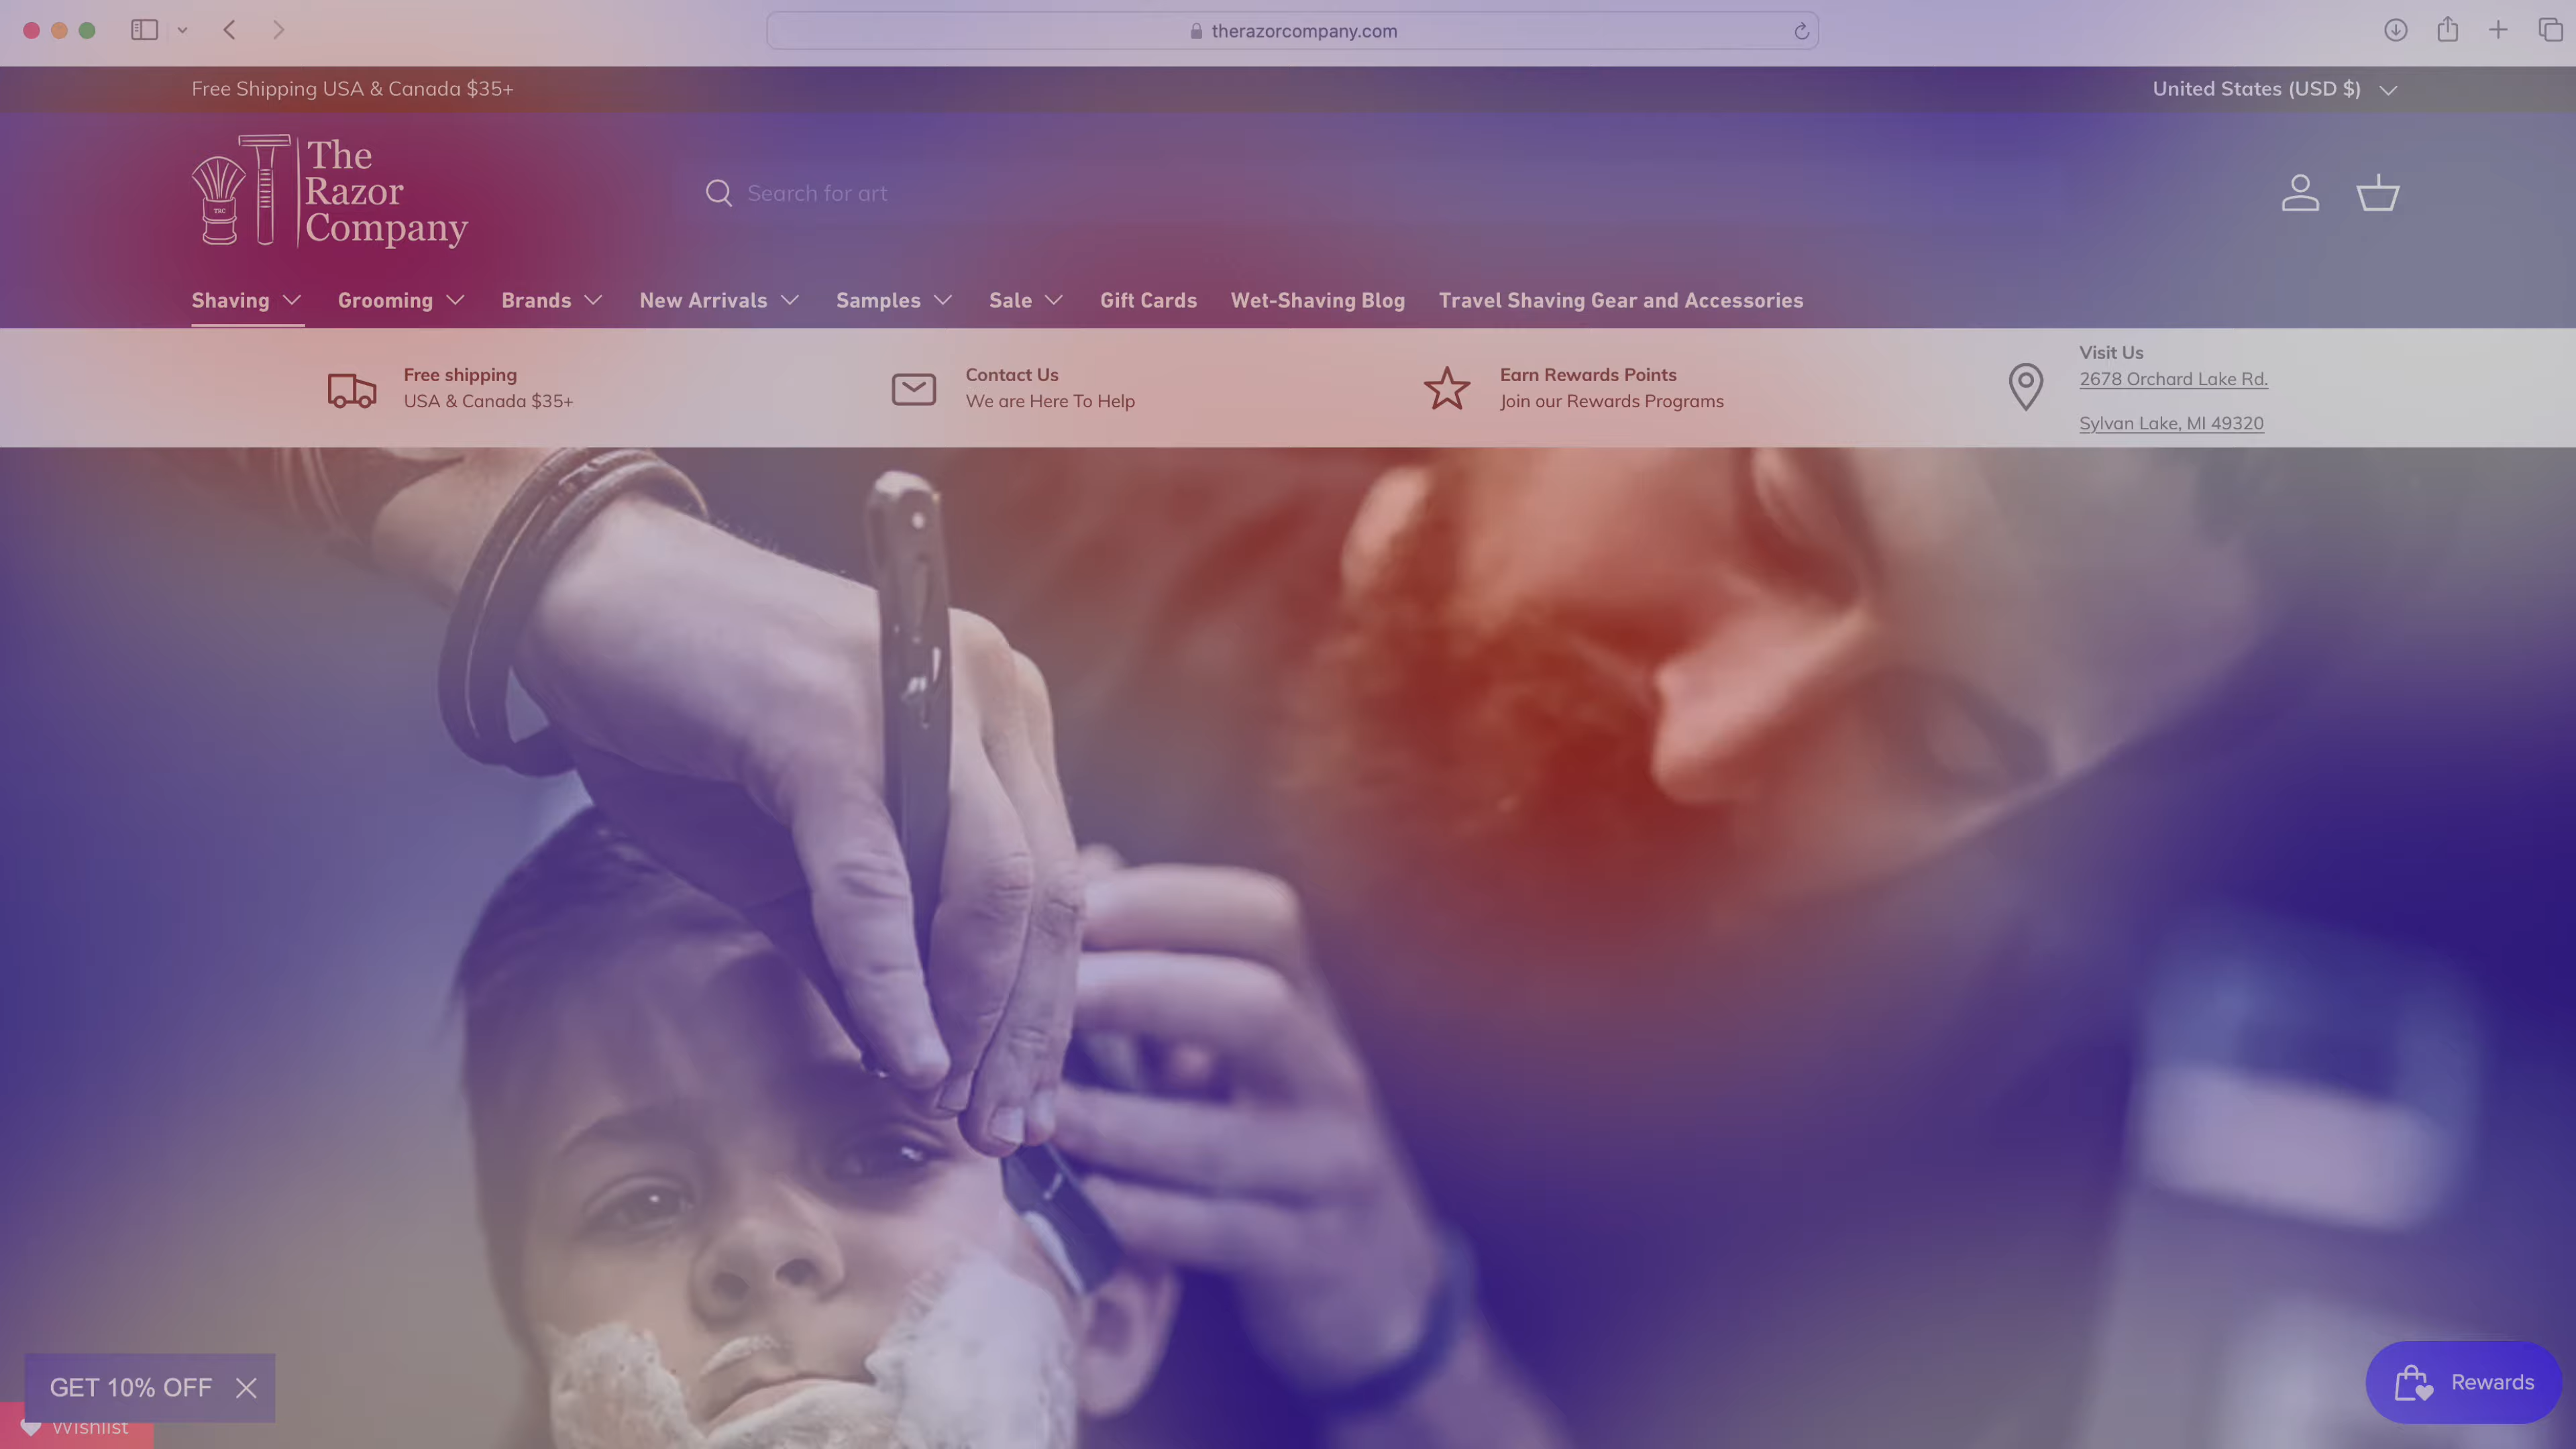 therazorcompany.com
Free Shipping USA & Canada $35+
United States (USD $)
The
Razor
Company
TRC
Search for art
Shaving
Grooming
Brands
New Arrivals
Samples
Sale
Gift Cards
Wet-Shaving Blog
Travel Shaving Gear and Accessories
Free shipping
USA & Canada $35+
Contact Us
We are Here To Help
Earn Rewards Points
Join our Rewards Programs
Visit Us
2678 Orchard Lake Rd.
Sylvan Lake, MI 49320
GET 10% OFF
Wishlist
Rewards